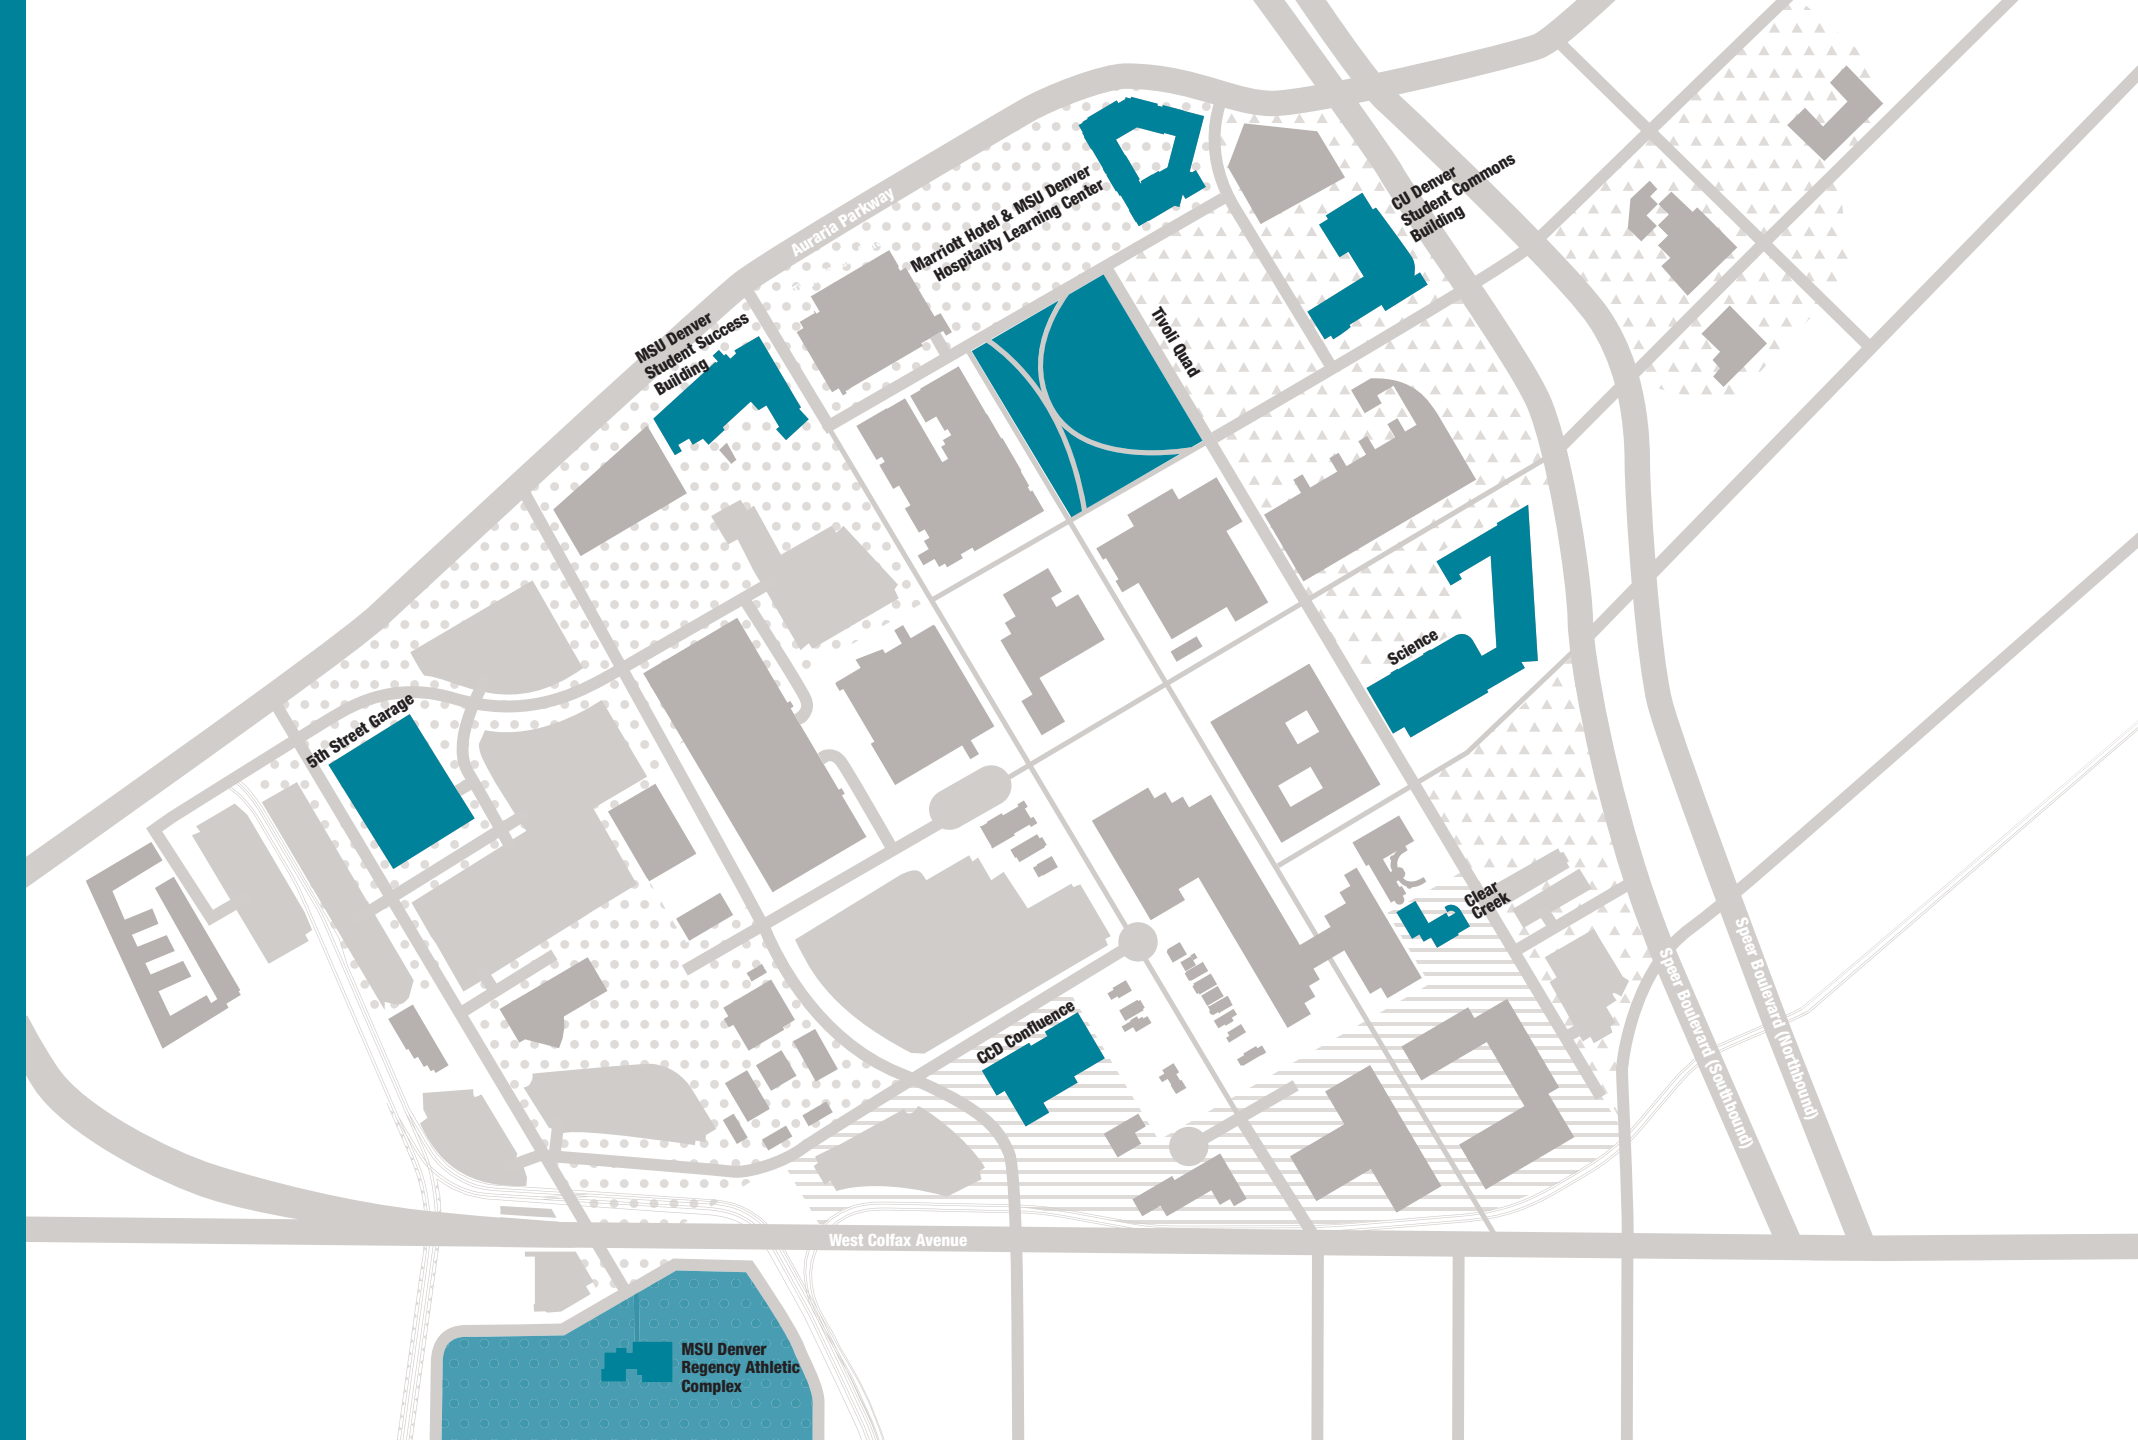 Auraria Parkway
Marriott Hotel & MSU Denver
Hospitality Learning Center
CU Denver
Student Commons
Building
MSU Denver
Student Success
Building
Tivoli Quad
Science
5th Street Garage
Clear
Creek
CCD Confluence
Speer Boulevard (Southbound)
Speer Boulevard (Northbound)
West Colfax Avenue
MSU Denver
Regency Athletic
Complex